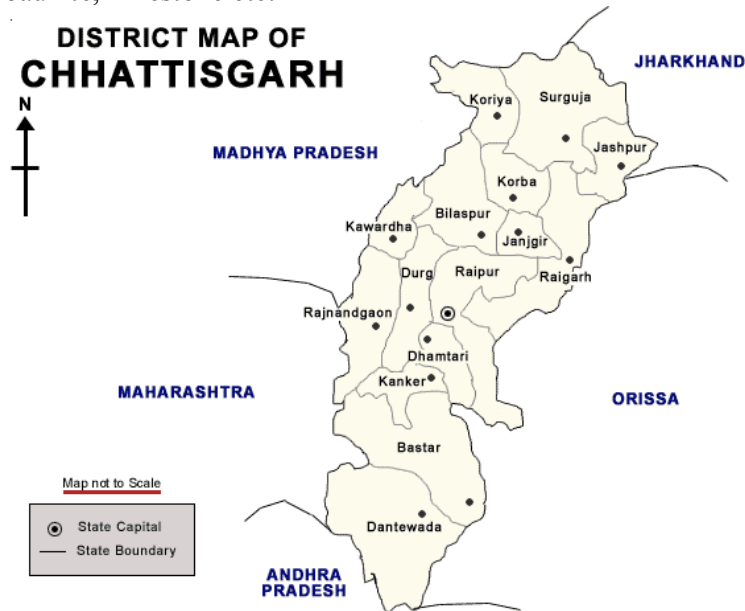 DISTRICT MAP OF
CHHATTISGARH
N
JHARKHAND
Koriya
Surguja
MADHYA PRADESH
Jashpur
Korba
Bilaspur
Kawardha
Janjgir
Durg
Raipur
Raigarh
Rajnandgaon
Dhamtari
Kanker
MAHARASHTRA
ORISSA
Bastar
Map not to Scale
State Capital
State Boundary
Dantewada
ANDHRA
PRADESH